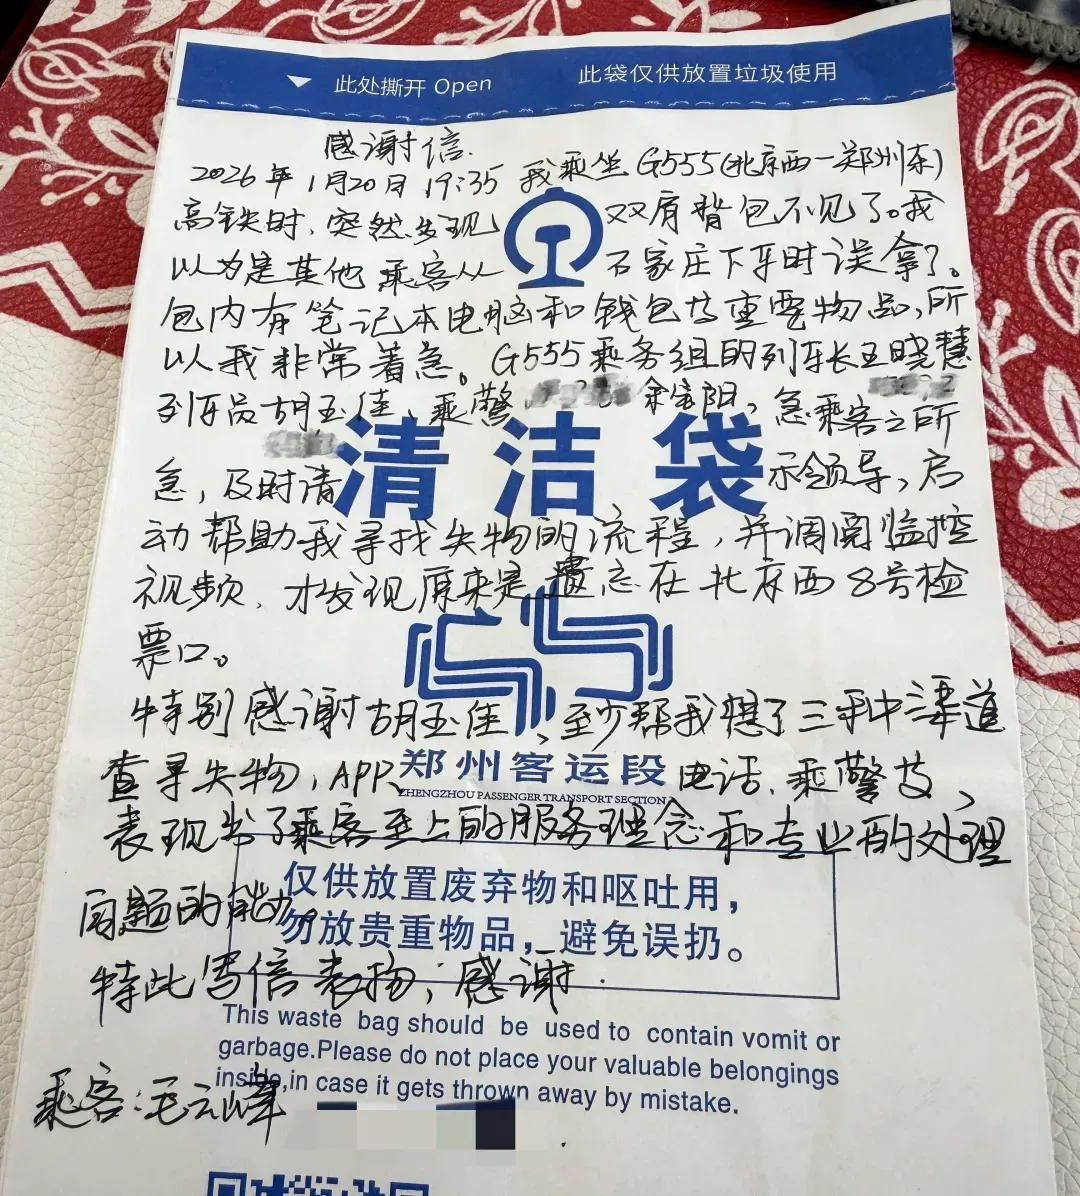 此处撕开 Open 此袋仅供放置垃圾使用
感谢信
2026年1月20日19:35 我乘坐G555(北京西—郑州东)
高铁时,突然发现双肩背包不见了。我
以为是其他乘客从石家庄下车时误拿了。
包内有笔记本电脑和钱包等重要物品,所
以我非常着急。G555乘务组的列车长王晓慧
列车员胡玉佳、乘警 余宝阳,急乘客之所
急,及时请示领导,启
清洁袋
动帮助我寻找失物的流程,并调阅监控
视频,才发现原来是遗忘在北京西8号检
票口。
特别感谢胡玉佳,至少帮我想了三种渠道
查寻失物,APP、电话、乘警等,
郑州客运段
ZHENGZHOU PASSENGER TRANSPORT SECTION
表现出了乘客至上的服务理念和专业的处理
问题的能力。
仅供放置废弃物和呕吐用,
勿放贵重物品,避免误扔。
特此写信表扬,感谢.
This waste bag should be used to contain vomit or
garbage.Please do not place your valuable belongings
inside,in case it gets thrown away by mistake.
乘客:毛云峰